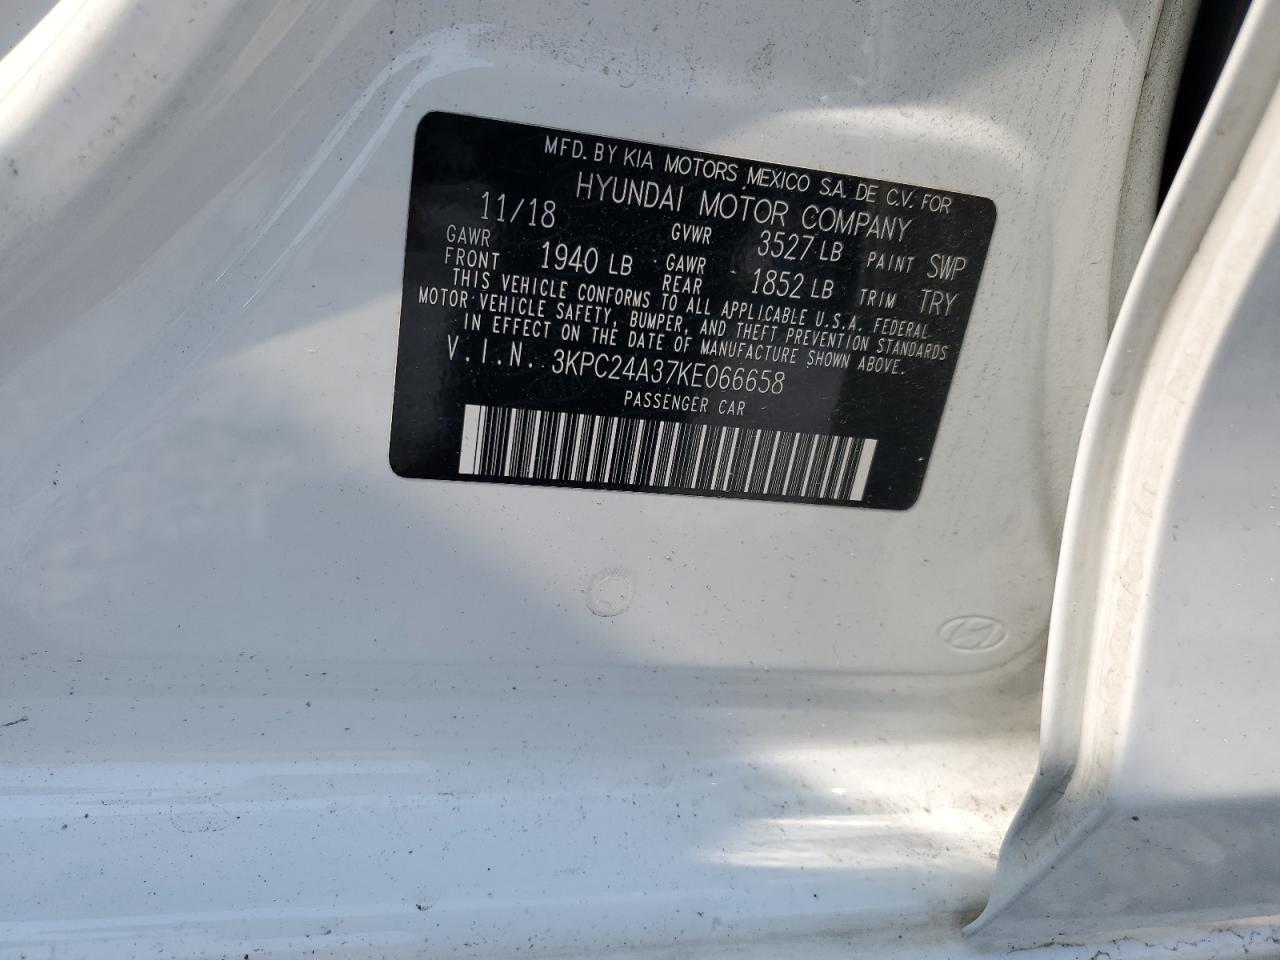 MFD. BY KIA MOTORS MEXICO S.A. DE C.V. FOR
HYUNDAI MOTOR COMPANY
11/18 GVWR 3527 LB PAINT SWP
GAWR FRONT 1940 LB GAWR REAR 1852 LB TRIM TRY
THIS VEHICLE CONFORMS TO ALL APPLICABLE U.S.A. FEDERAL
MOTOR VEHICLE SAFETY, BUMPER, AND THEFT PREVENTION STANDARDS
IN EFFECT ON THE DATE OF MANUFACTURE SHOWN ABOVE.
V.I.N. 3KPC24A37KE066658
PASSENGER CAR